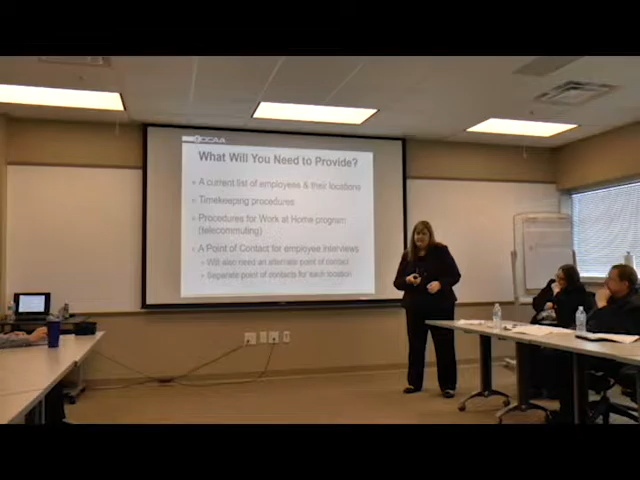 DCAA
What Will You Need to Provide?
A current list of employees & their locations
Timekeeping procedures
Procedures for Work at Home program
(telecommuting)
A Point of Contact for employee interviews
Will also need an alternate point of contact
Separate point of contacts for each location